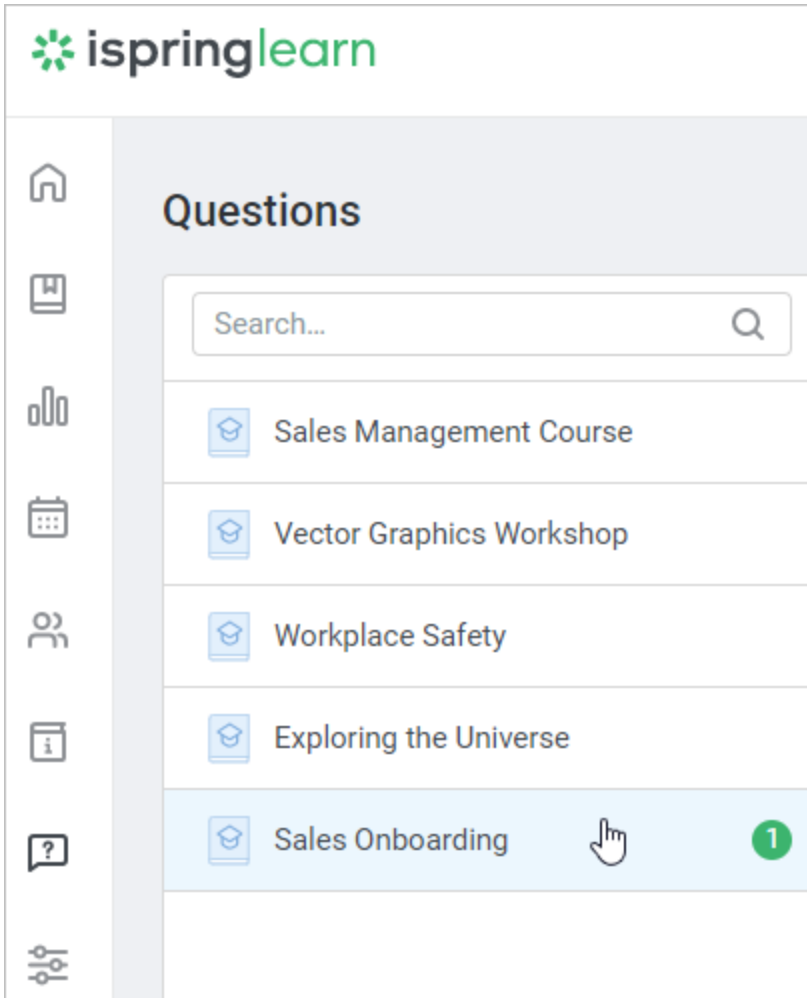 ispringlearn
Questions
Search...
Sales Management Course
Vector Graphics Workshop
Workplace Safety
Exploring the Universe
Sales Onboarding
1